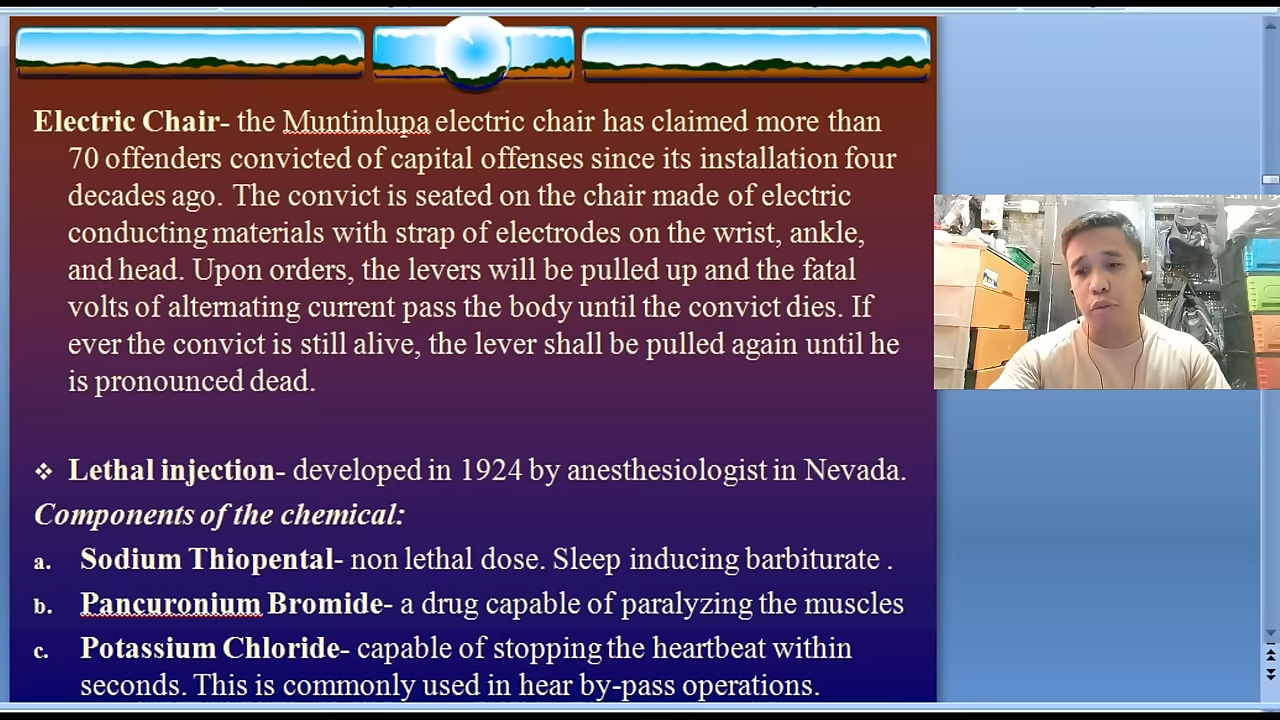 Electric Chair- the Muntinlupa electric chair has claimed more than
70 offenders convicted of capital offenses since its installation four
decades ago. The convict is seated on the chair made of electric
conducting materials with strap of electrodes on the wrist, ankle,
and head. Upon orders, the levers will be pulled up and the fatal
volts of alternating current pass the body until the convict dies. If
ever the convict is still alive, the lever shall be pulled again until he
is pronounced dead.
❖ Lethal injection- developed in 1924 by anesthesiologist in Nevada.
Components of the chemical:
a. Sodium Thiopental- non lethal dose. Sleep inducing barbiturate .
b. Pancuronium Bromide- a drug capable of paralyzing the muscles
c. Potassium Chloride- capable of stopping the heartbeat within
seconds. This is commonly used in hear by-pass operations.